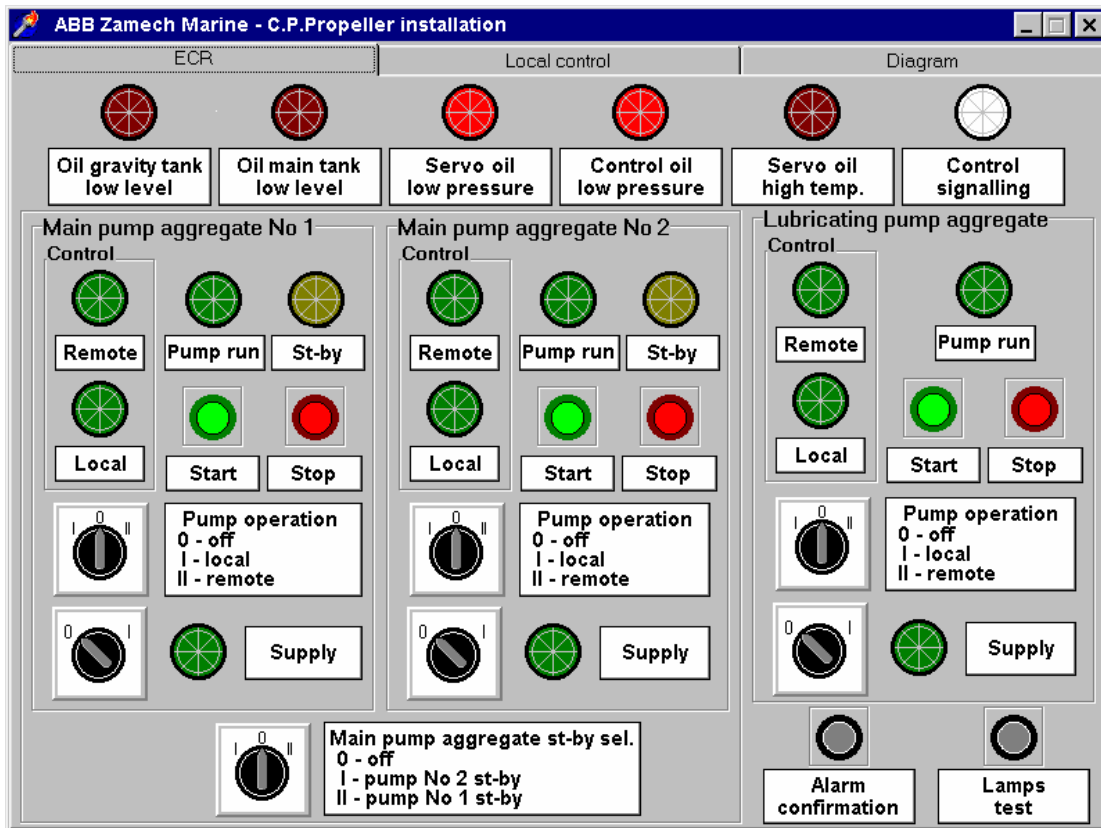 ABB Zamech Marine - C.P.Propeller installation
ECR
Local control
Diagram
Oil gravity tank
low level
Oil main tank
low level
Servo oil
low pressure
Control oil
low pressure
Servo oil
high temp.
Control
signalling
Main pump aggregate No 1
Control
Remote
Pump run
St-by
Local
Start
Stop
I 0 II
Pump operation
0 - off
I - local
II - remote
0 I
Supply
Main pump aggregate No 2
Control
Remote
Pump run
St-by
Local
Start
Stop
I 0 II
Pump operation
0 - off
I - local
II - remote
0 I
Supply
Lubricating pump aggregate
Control
Remote
Pump run
Local
Start
Stop
I 0 II
Pump operation
0 - off
I - local
II - remote
0 I
Supply
I 0 II
Main pump aggregate st-by sel.
0 - off
I - pump No 2 st-by
II - pump No 1 st-by
Alarm
confirmation
Lamps
test